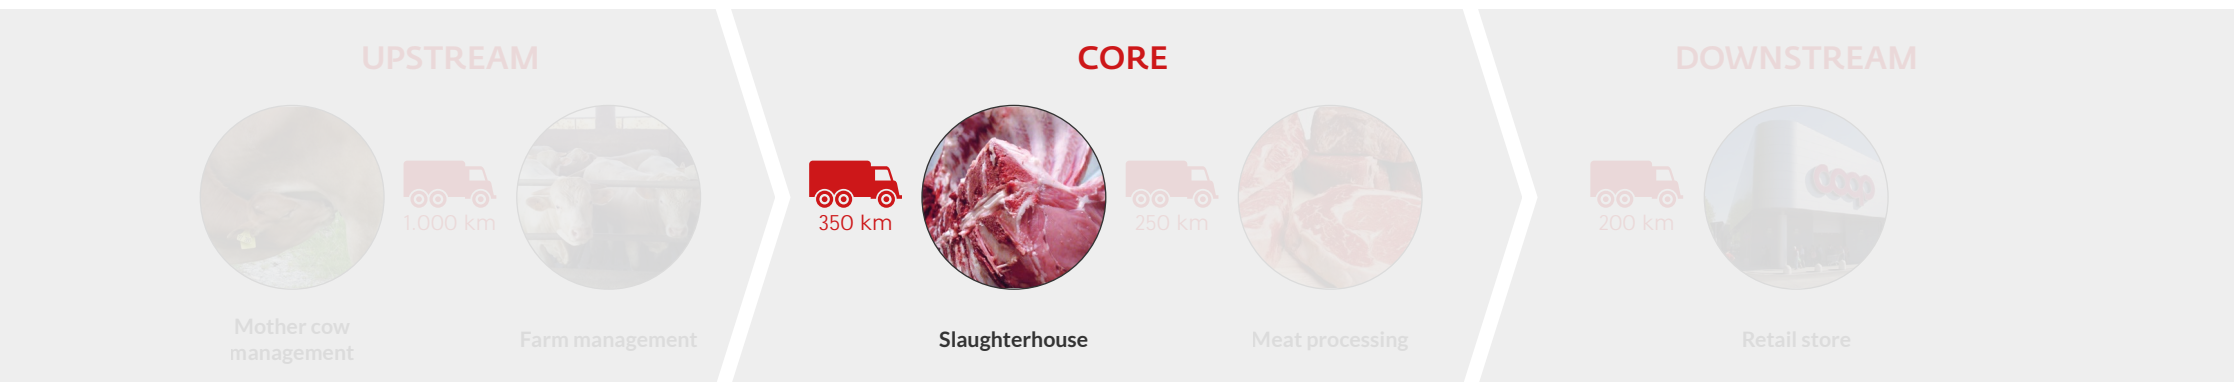 UPSTREAM
CORE
DOWNSTREAM
1.000 km
350 km
250 km
200 km
coop
Mother cow
management
Farm management
Slaughterhouse
Meat processing
Retail store